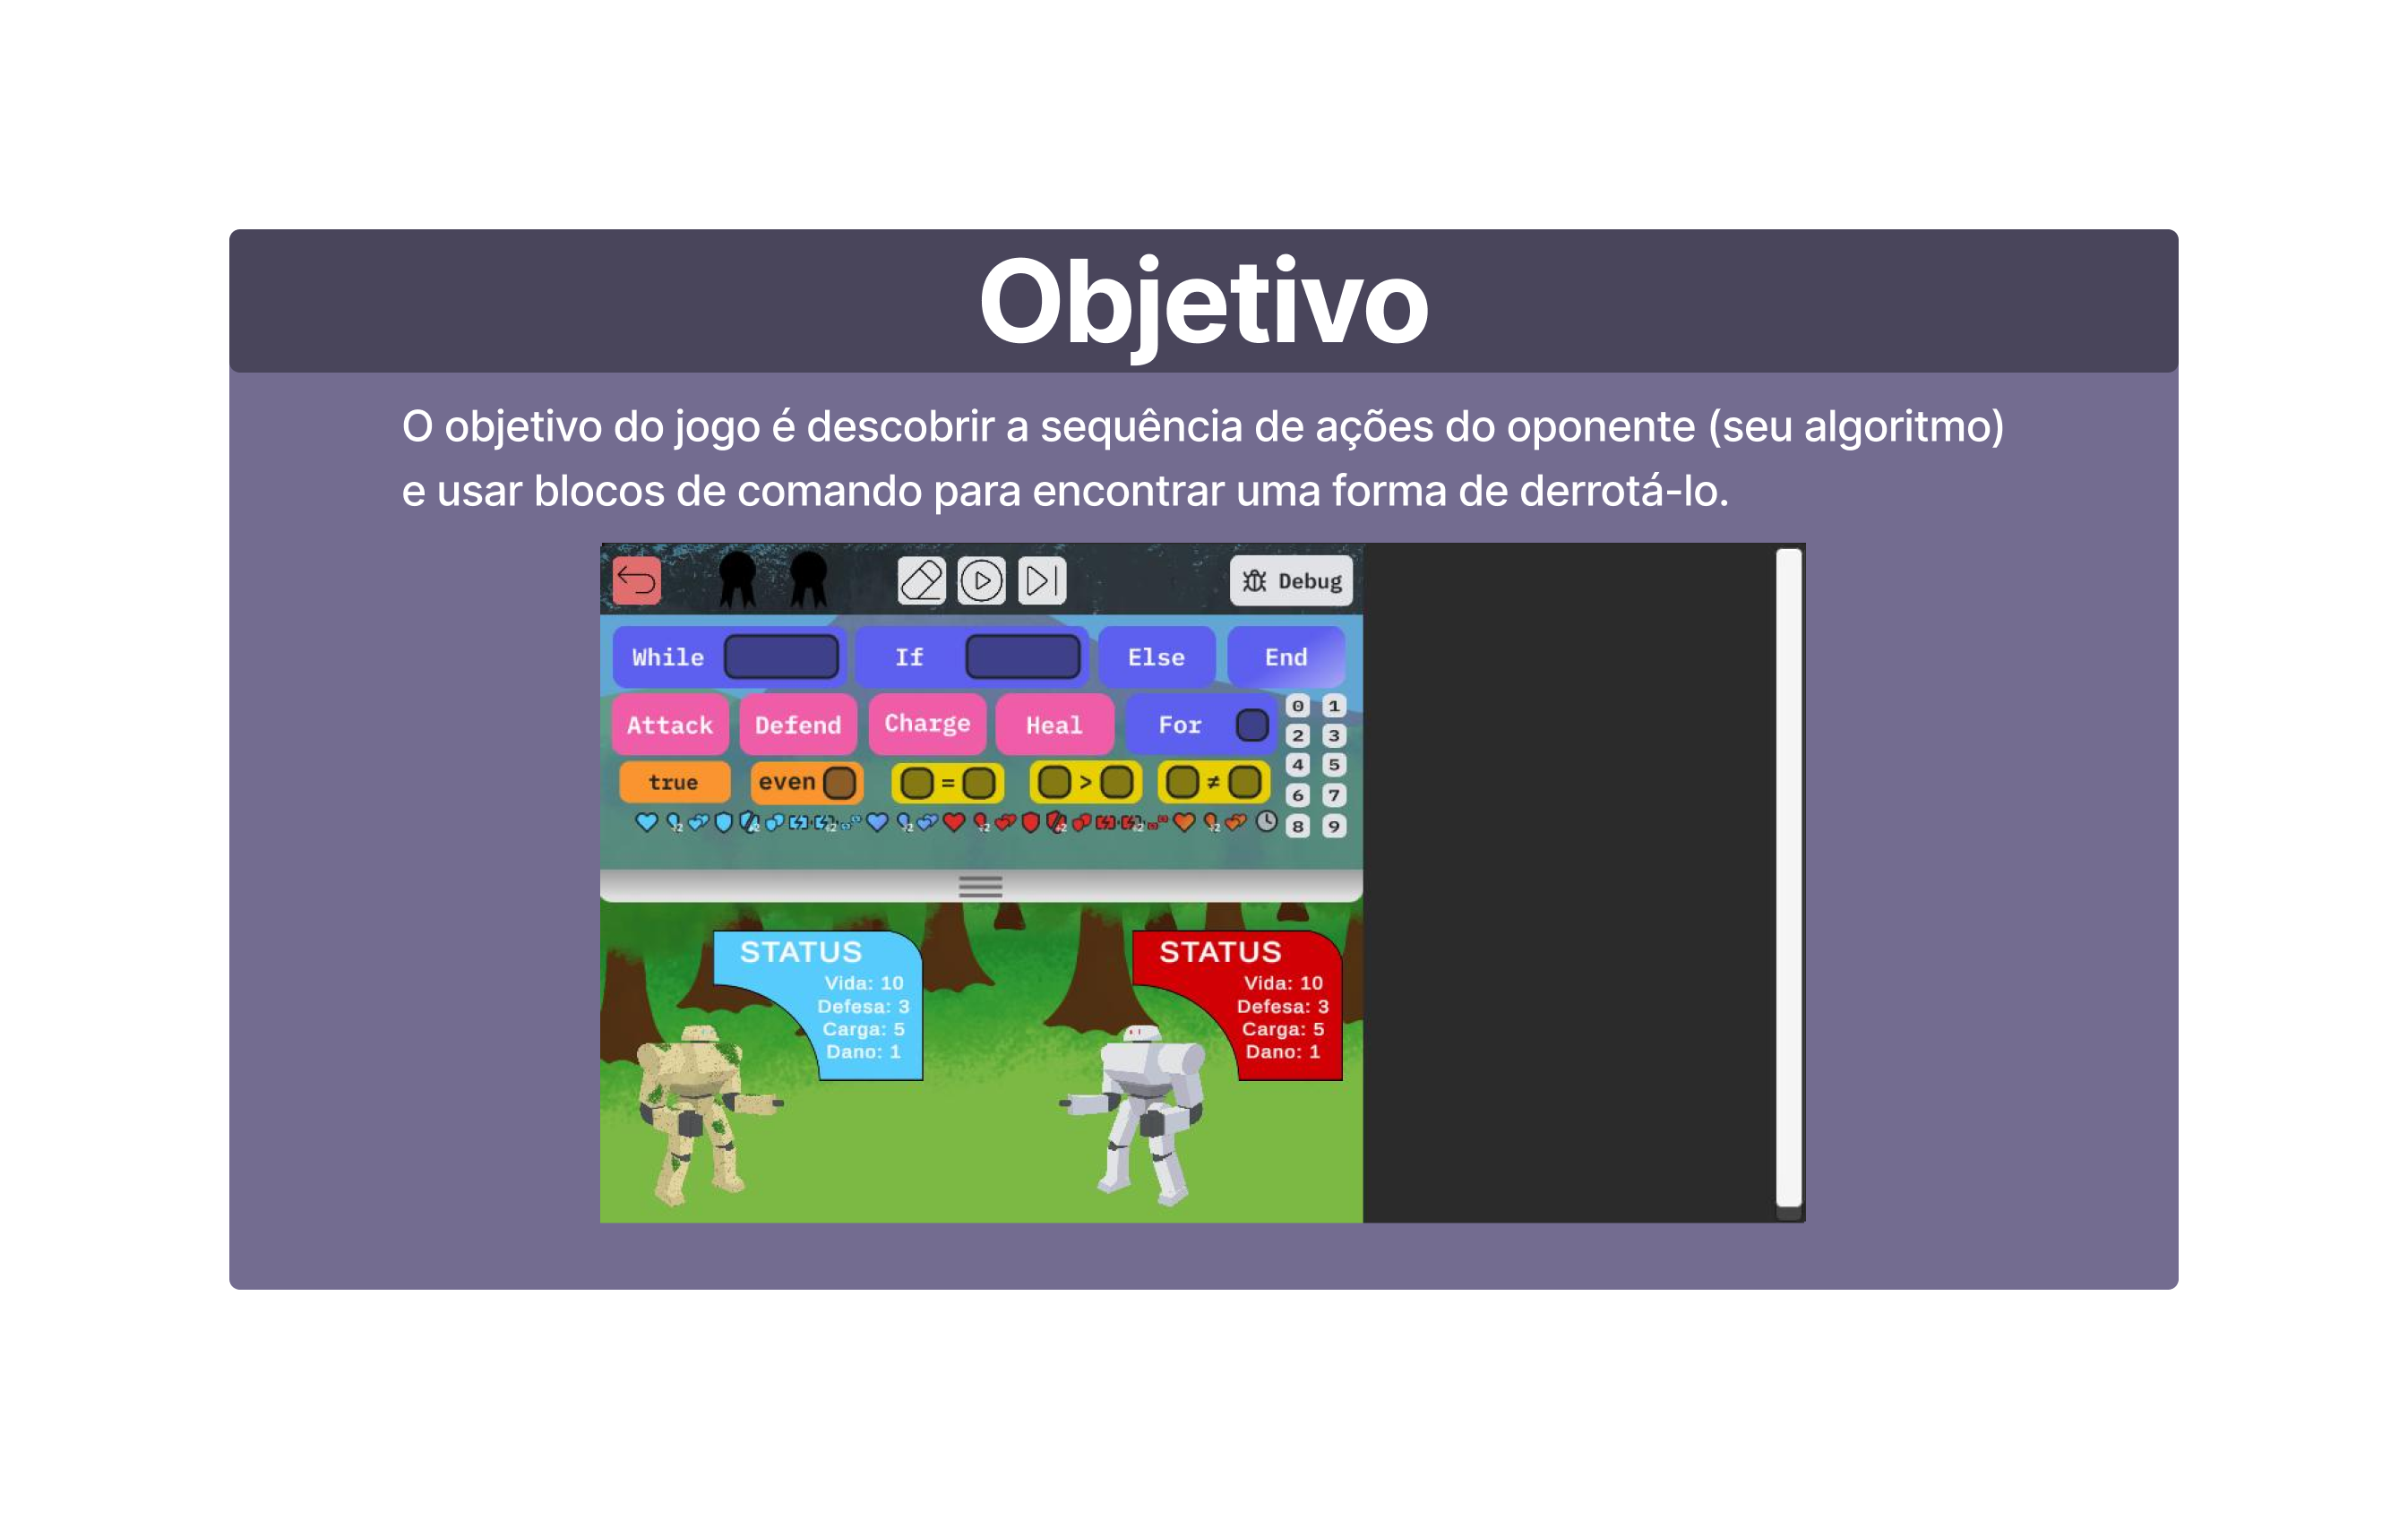 Objetivo
O objetivo do jogo é descobrir a sequência de ações do oponente (seu algoritmo)
e usar blocos de comando para encontrar uma forma de derrotá-lo.
Debug
While If Else End
Attack Defend Charge Heal For 0 1
2 3
true even = > ≠ 4 5
6 7
8 9
STATUS
Vida: 10
Defesa: 3
Carga: 5
Dano: 1
STATUS
Vida: 10
Defesa: 3
Carga: 5
Dano: 1